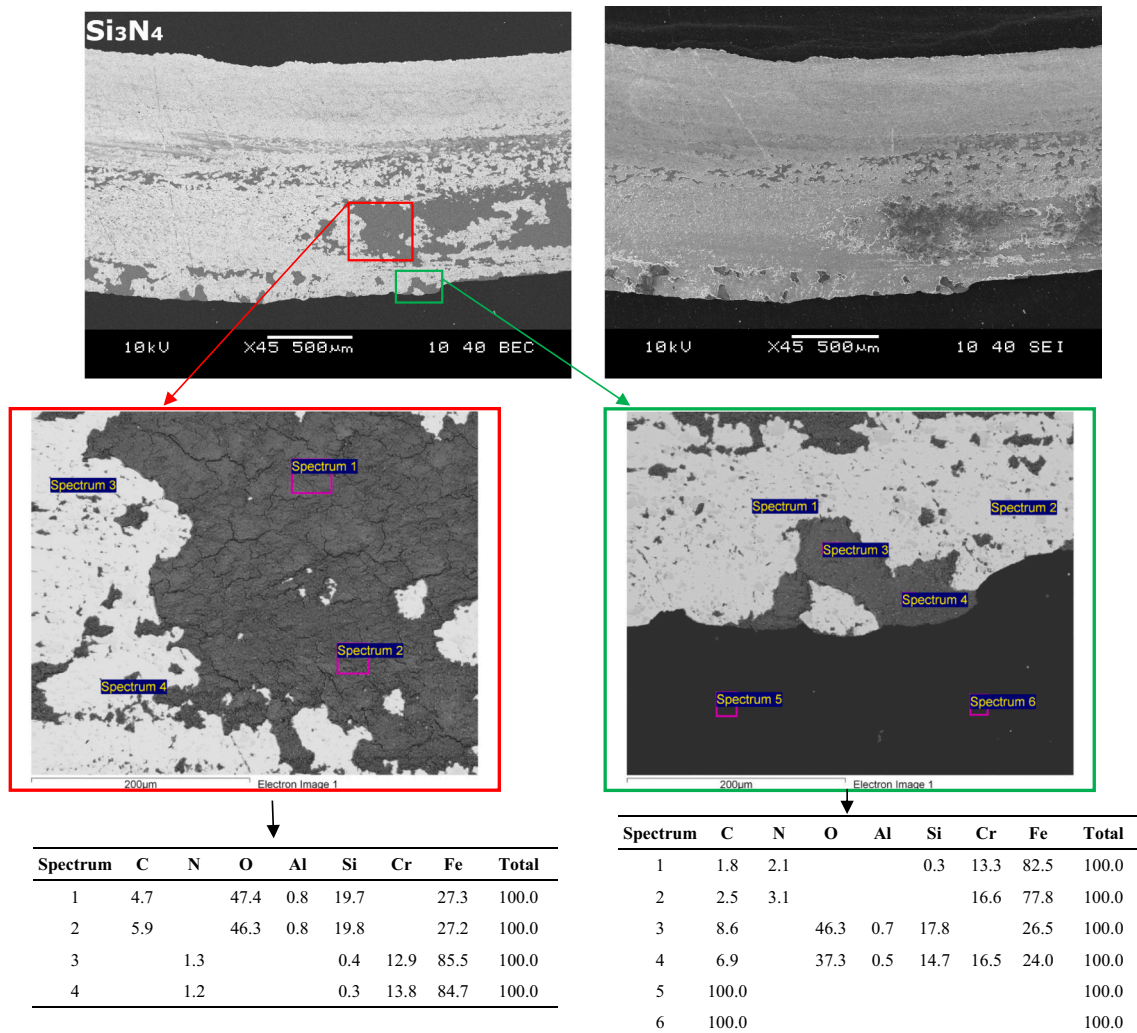 Si₃N₄
10kV X45 500µm 10 40 BEC
10kV X45 500µm 10 40 SEI
Spectrum 1
Spectrum 3
Spectrum 2
Spectrum 4
200µm Electron Image 1
Spectrum 1
Spectrum 2
Spectrum 3
Spectrum 4
Spectrum 5
Spectrum 6
200µm Electron Image 1
Spectrum C N O Al Si Cr Fe Total
1 4.7 47.4 0.8 19.7 27.3 100.0
2 5.9 46.3 0.8 19.8 27.2 100.0
3 1.3 0.4 12.9 85.5 100.0
4 1.2 0.3 13.8 84.7 100.0
Spectrum C N O Al Si Cr Fe Total
1 1.8 2.1 0.3 13.3 82.5 100.0
2 2.5 3.1 16.6 77.8 100.0
3 8.6 46.3 0.7 17.8 26.5 100.0
4 6.9 37.3 0.5 14.7 16.5 24.0 100.0
5 100.0 100.0
6 100.0 100.0